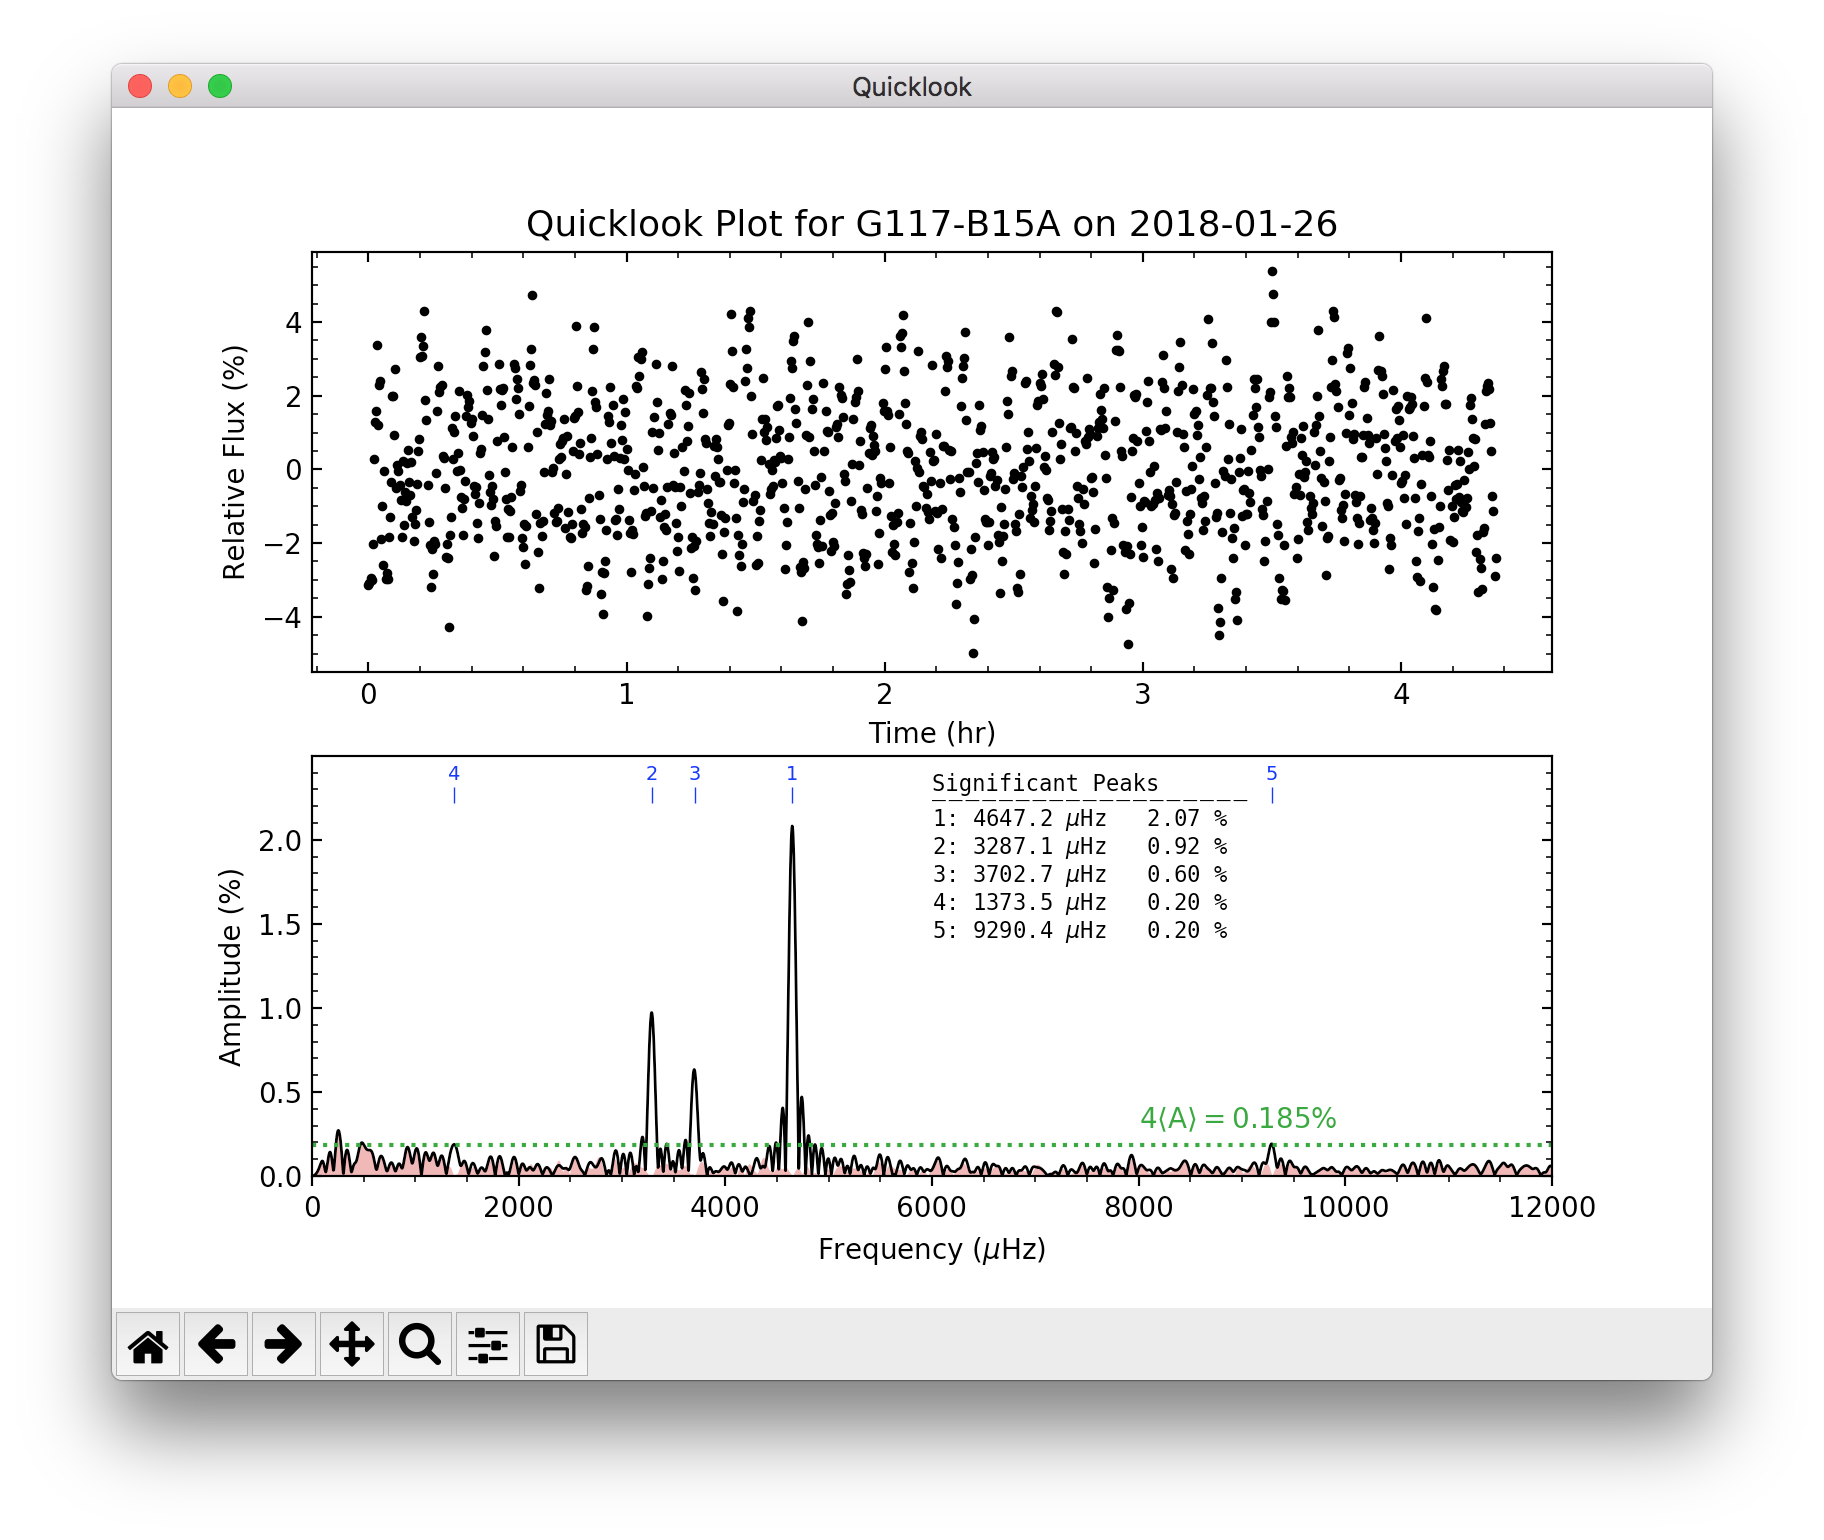 Quicklook
Quicklook Plot for G117-B15A on 2018-01-26
Relative Flux (%)
4
2
0
−2
−4
0 1 2 3 4
Time (hr)
4 2 3 1 5
Significant Peaks
1: 4647.2 μHz 2.07 %
2: 3287.1 μHz 0.92 %
3: 3702.7 μHz 0.60 %
4: 1373.5 μHz 0.20 %
5: 9290.4 μHz 0.20 %
Amplitude (%)
2.0
1.5
1.0
0.5
0.0
4⟨A⟩ = 0.185%
0 2000 4000 6000 8000 10000 12000
Frequency (μHz)